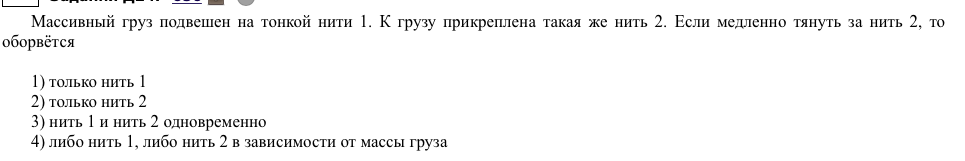 Массивный груз подвешен на тонкой нити 1. К грузу прикреплена такая же нить 2. Если медленно тянуть за нить 2, то
оборвётся
1) только нить 1
2) только нить 2
3) нить 1 и нить 2 одновременно
4) либо нить 1, либо нить 2 в зависимости от массы груза